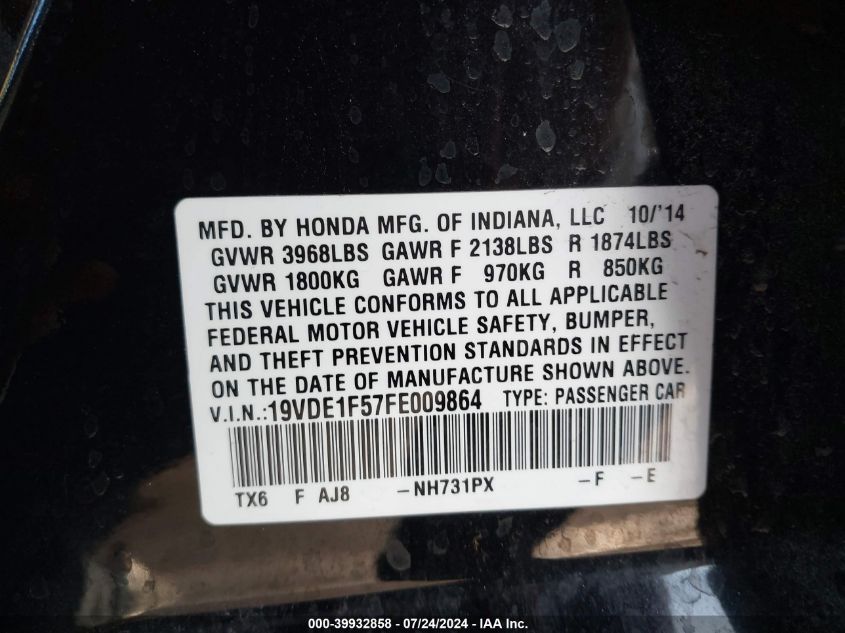 MFD. BY HONDA MFG. OF INDIANA, LLC 10/'14
GVWR 3968LBS GAWR F 2138LBS R 1874LBS
GVWR 1800KG GAWR F 970KG R 850KG
THIS VEHICLE CONFORMS TO ALL APPLICABLE
FEDERAL MOTOR VEHICLE SAFETY, BUMPER,
AND THEFT PREVENTION STANDARDS IN EFFECT
ON THE DATE OF MANUFACTURE SHOWN ABOVE.
V.I.N.:19VDE1F57FE009864 TYPE: PASSENGER CAR
TX6 F AJ8 -NH731PX -F -E
000-39932858 - 07/24/2024 - IAA Inc.